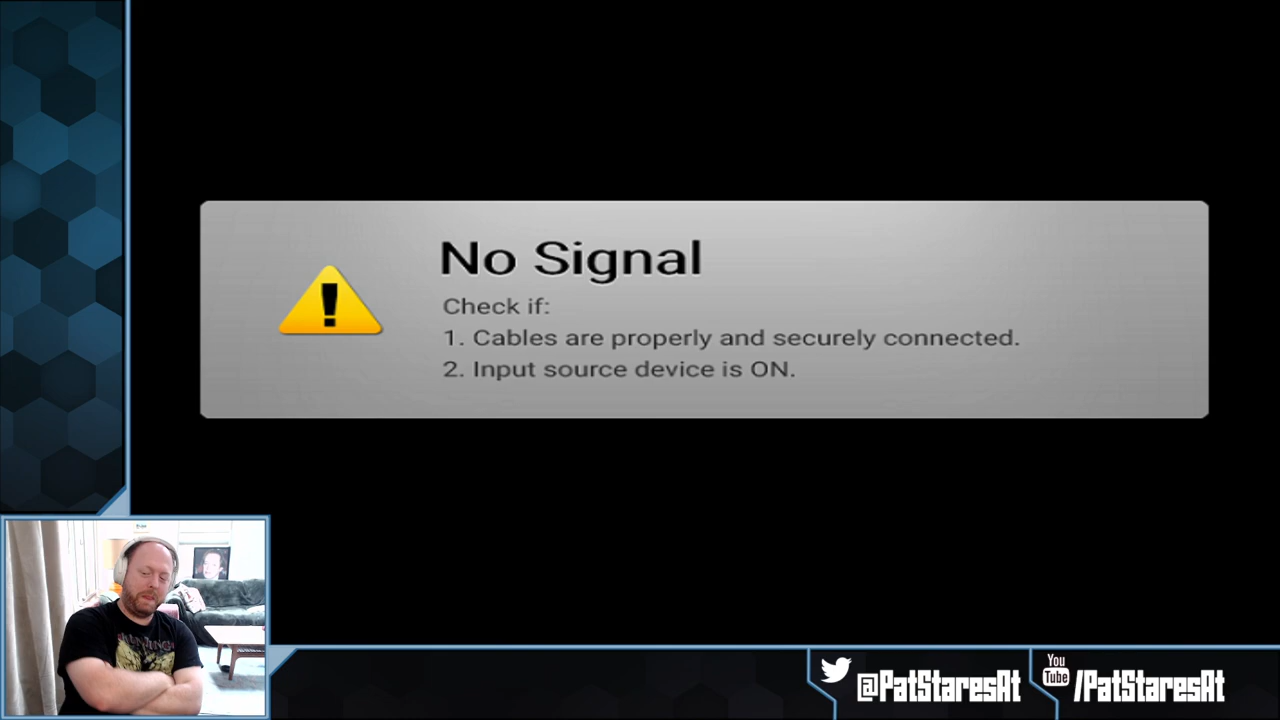 No Signal
Check if:
1. Cables are properly and securely connected.
2. Input source device is ON.
You
Tube
@PatStaresAt
/PatStaresAt